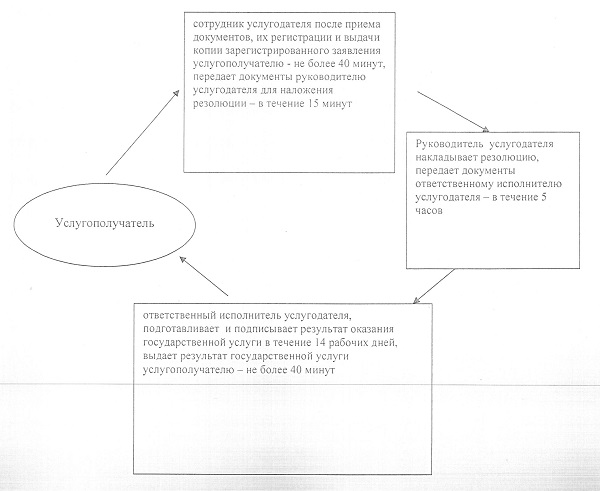 сотрудник услугодателя после приема
документов, их регистрации и выдачи
копии зарегистрированного заявления
услугополучателю - не более 40 минут,
передает документы руководителю
услугодателя для наложения
резолюции – в течение 15 минут
Руководитель услугодателя
накладывает резолюцию,
передает документы
ответственному исполнителю
услугодателя – в течение 5
часов
Услугополучатель
ответственный исполнитель услугодателя,
подготавливает и подписывает результат оказания
государственной услуги в течение 14 рабочих дней,
выдает результат государственной услуги
услугополучателю – не более 40 минут